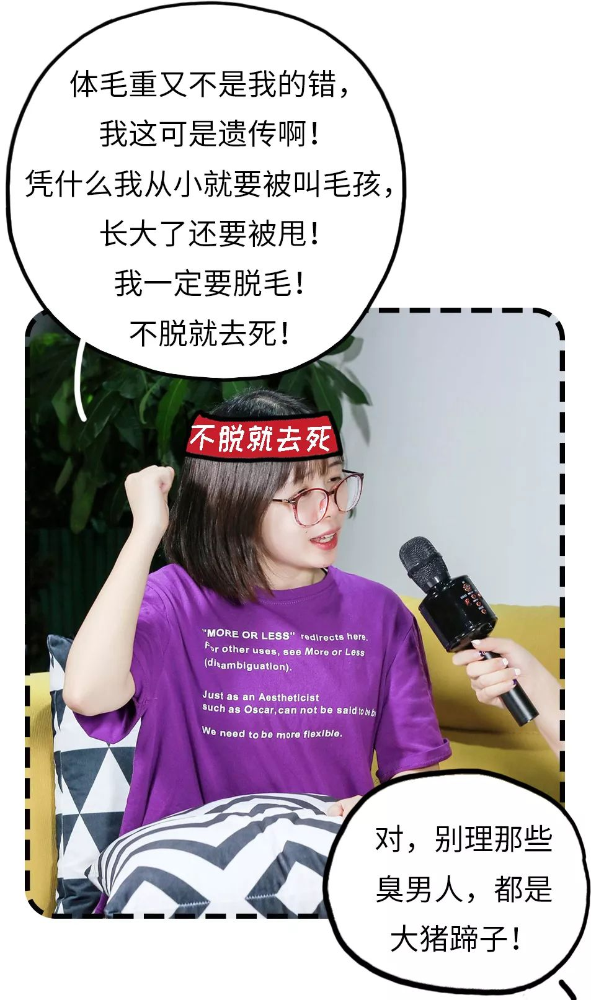 体毛重又不是我的错，
我这可是遗传啊！
凭什么我从小就要被叫毛孩，
长大了还要被甩！
我一定要脱毛！
不脱就去死！
不脱就去死
"MORE OR LESS" redirects here.
For other uses, see More or Less
(disambiguation).
Just as an Aestheticist
such as Oscar, can not be said to be
We need to be more flexible.
对，别理那些
臭男人，都是
大猪蹄子！